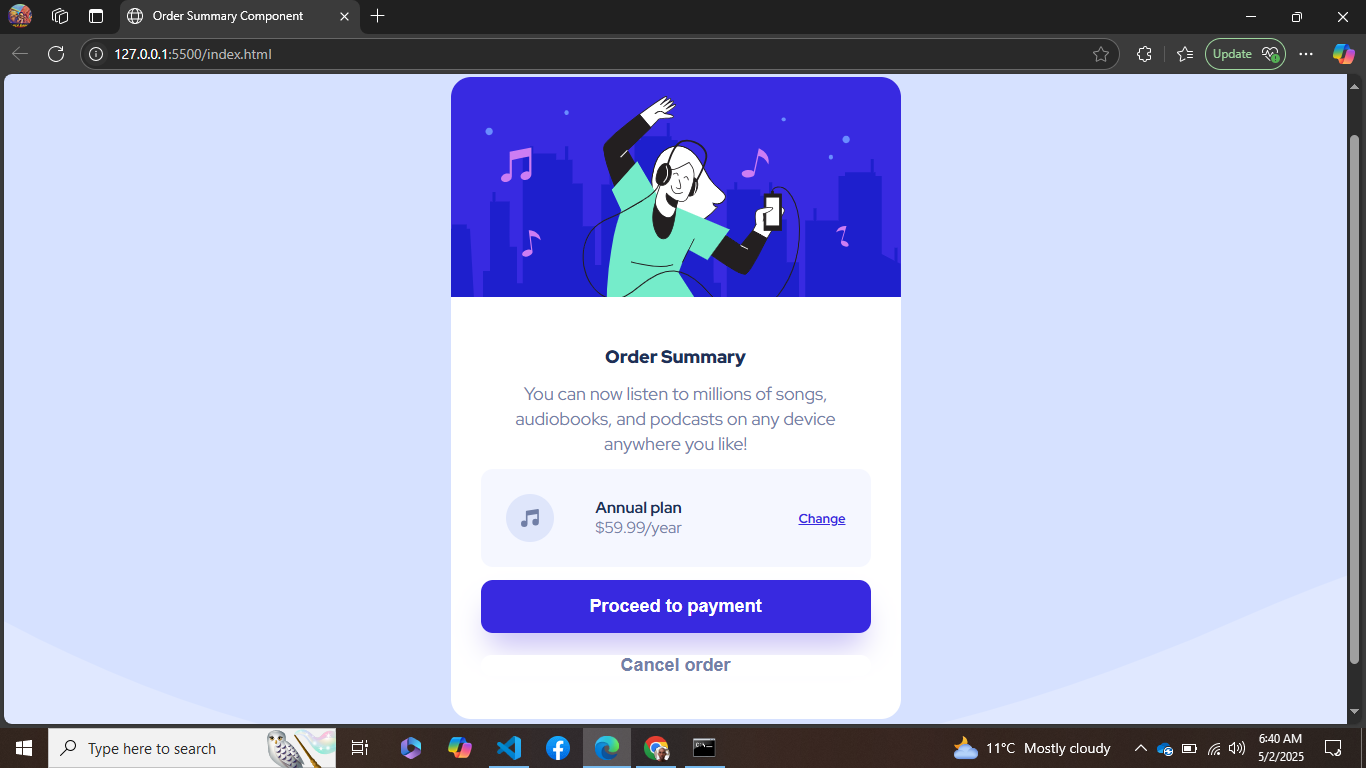 Order Summary Component
127.0.0.1:5500/index.html
Update
Order Summary
You can now listen to millions of songs,
audiobooks, and podcasts on any device
anywhere you like!
Annual plan
$59.99/year
Change
Proceed to payment
Cancel order
Type here to search
11°C Mostly cloudy
6:40 AM
5/2/2025